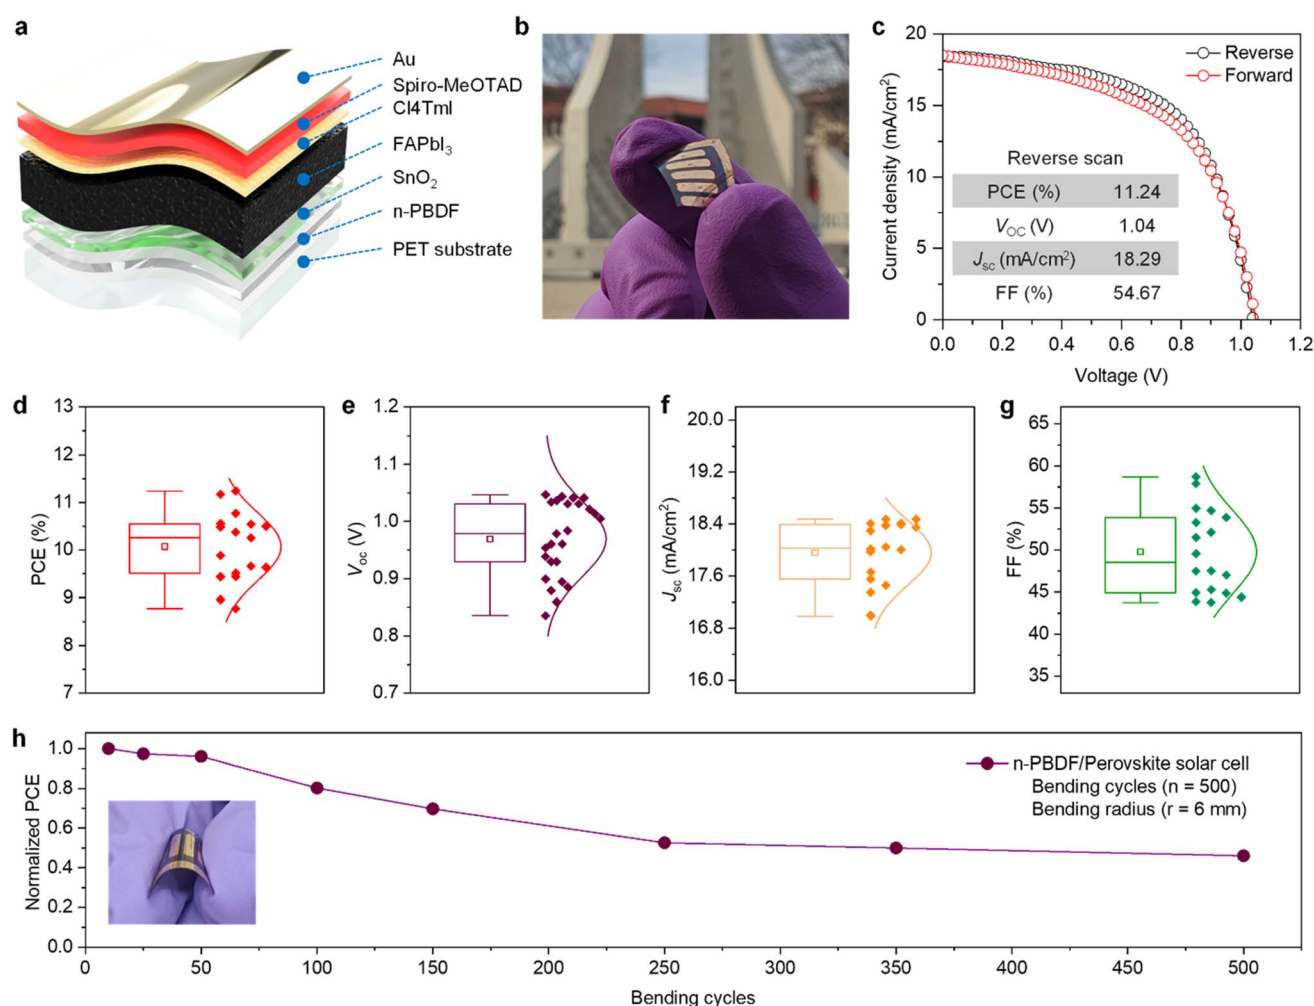 a
Au
Spiro-MeOTAD
Cl4TmI
FAPbI₃
SnO₂
n-PBDF
PET substrate
b
c
Current density (mA/cm²)
20
15
10
5
0
Reverse
Forward
Reverse scan
PCE (%) 11.24
V_OC (V) 1.04
J_sc (mA/cm²) 18.29
FF (%) 54.67
0.0 0.2 0.4 0.6 0.8 1.0 1.2
Voltage (V)
d
PCE (%)
13
12
11
10
9
8
7
e
V_oc (V)
1.2
1.1
1.0
0.9
0.8
0.7
f
J_sc (mA/cm²)
20.0
19.2
18.4
17.6
16.8
16.0
g
FF (%)
65
60
55
50
45
40
35
h
Normalized PCE
1.0
0.8
0.6
0.4
0.2
0.0
n-PBDF/Perovskite solar cell
Bending cycles (n = 500)
Bending radius (r = 6 mm)
0 50 100 150 200 250 300 350 400 450 500
Bending cycles